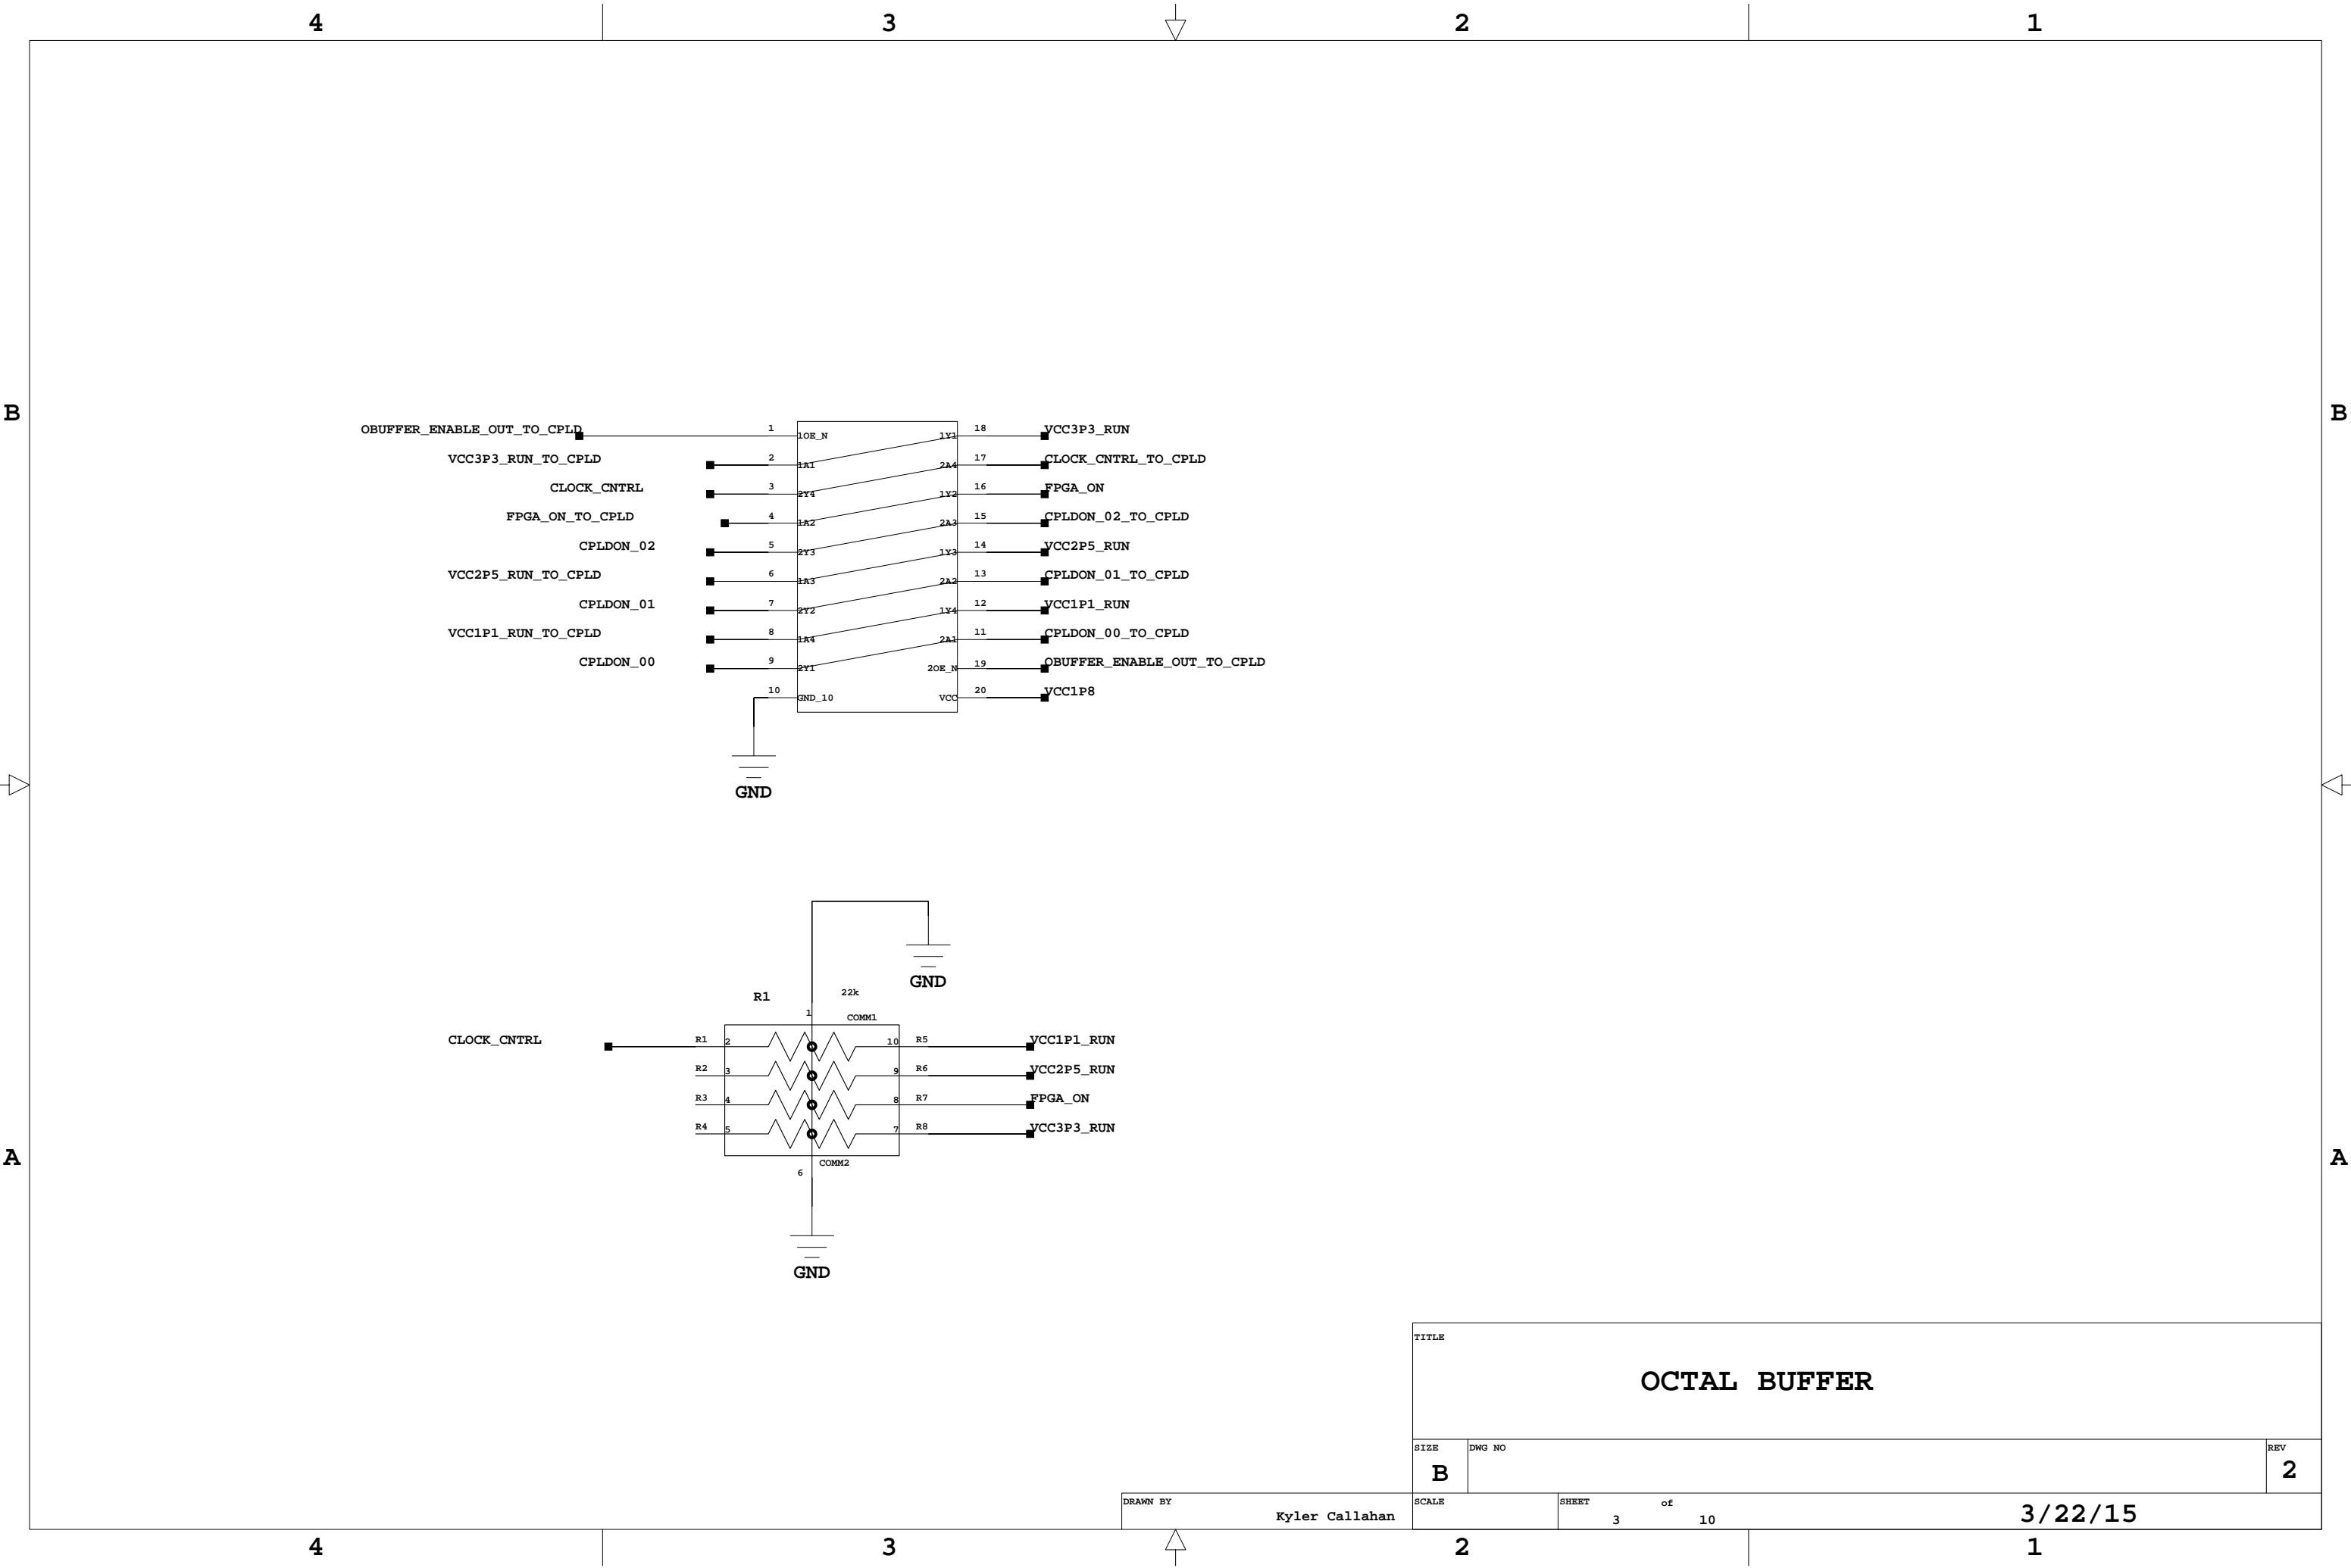 4 3 2 1
B B
OBUFFER_ENABLE_OUT_TO_CPLD 1 1OE_N 1Y1 18 VCC3P3_RUN
VCC3P3_RUN_TO_CPLD 2 1A1 2A4 17 CLOCK_CNTRL_TO_CPLD
CLOCK_CNTRL 3 2Y4 1Y2 16 FPGA_ON
FPGA_ON_TO_CPLD 4 1A2 2A3 15 CPLDON_02_TO_CPLD
CPLDON_02 5 2Y3 1Y3 14 VCC2P5_RUN
VCC2P5_RUN_TO_CPLD 6 1A3 2A2 13 CPLDON_01_TO_CPLD
CPLDON_01 7 2Y2 1Y4 12 VCC1P1_RUN
VCC1P1_RUN_TO_CPLD 8 1A4 2A1 11 CPLDON_00_TO_CPLD
CPLDON_00 9 2Y1 2OE_N 19 OBUFFER_ENABLE_OUT_TO_CPLD
10 GND_10 VCC 20 VCC1P8
GND
GND
R1 22k
1 COMM1
CLOCK_CNTRL R1 2 10 R5 VCC1P1_RUN
R2 3 9 R6 VCC2P5_RUN
R3 4 8 R7 FPGA_ON
R4 5 7 R8 VCC3P3_RUN
A A
6 COMM2
GND
TITLE
OCTAL BUFFER
SIZE DWG NO REV
B 2
DRAWN BY SCALE SHEET of
Kyler Callahan 3 10 3/22/15
4 3 2 1